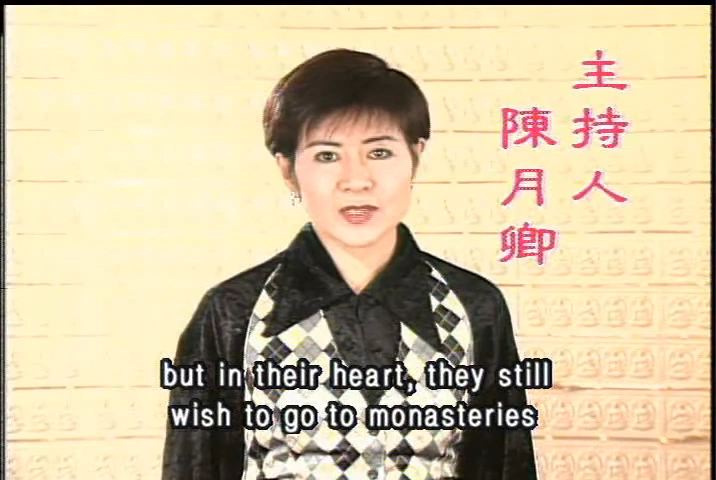 主持人
陳月卿
but in their heart, they still
wish to go to monasteries